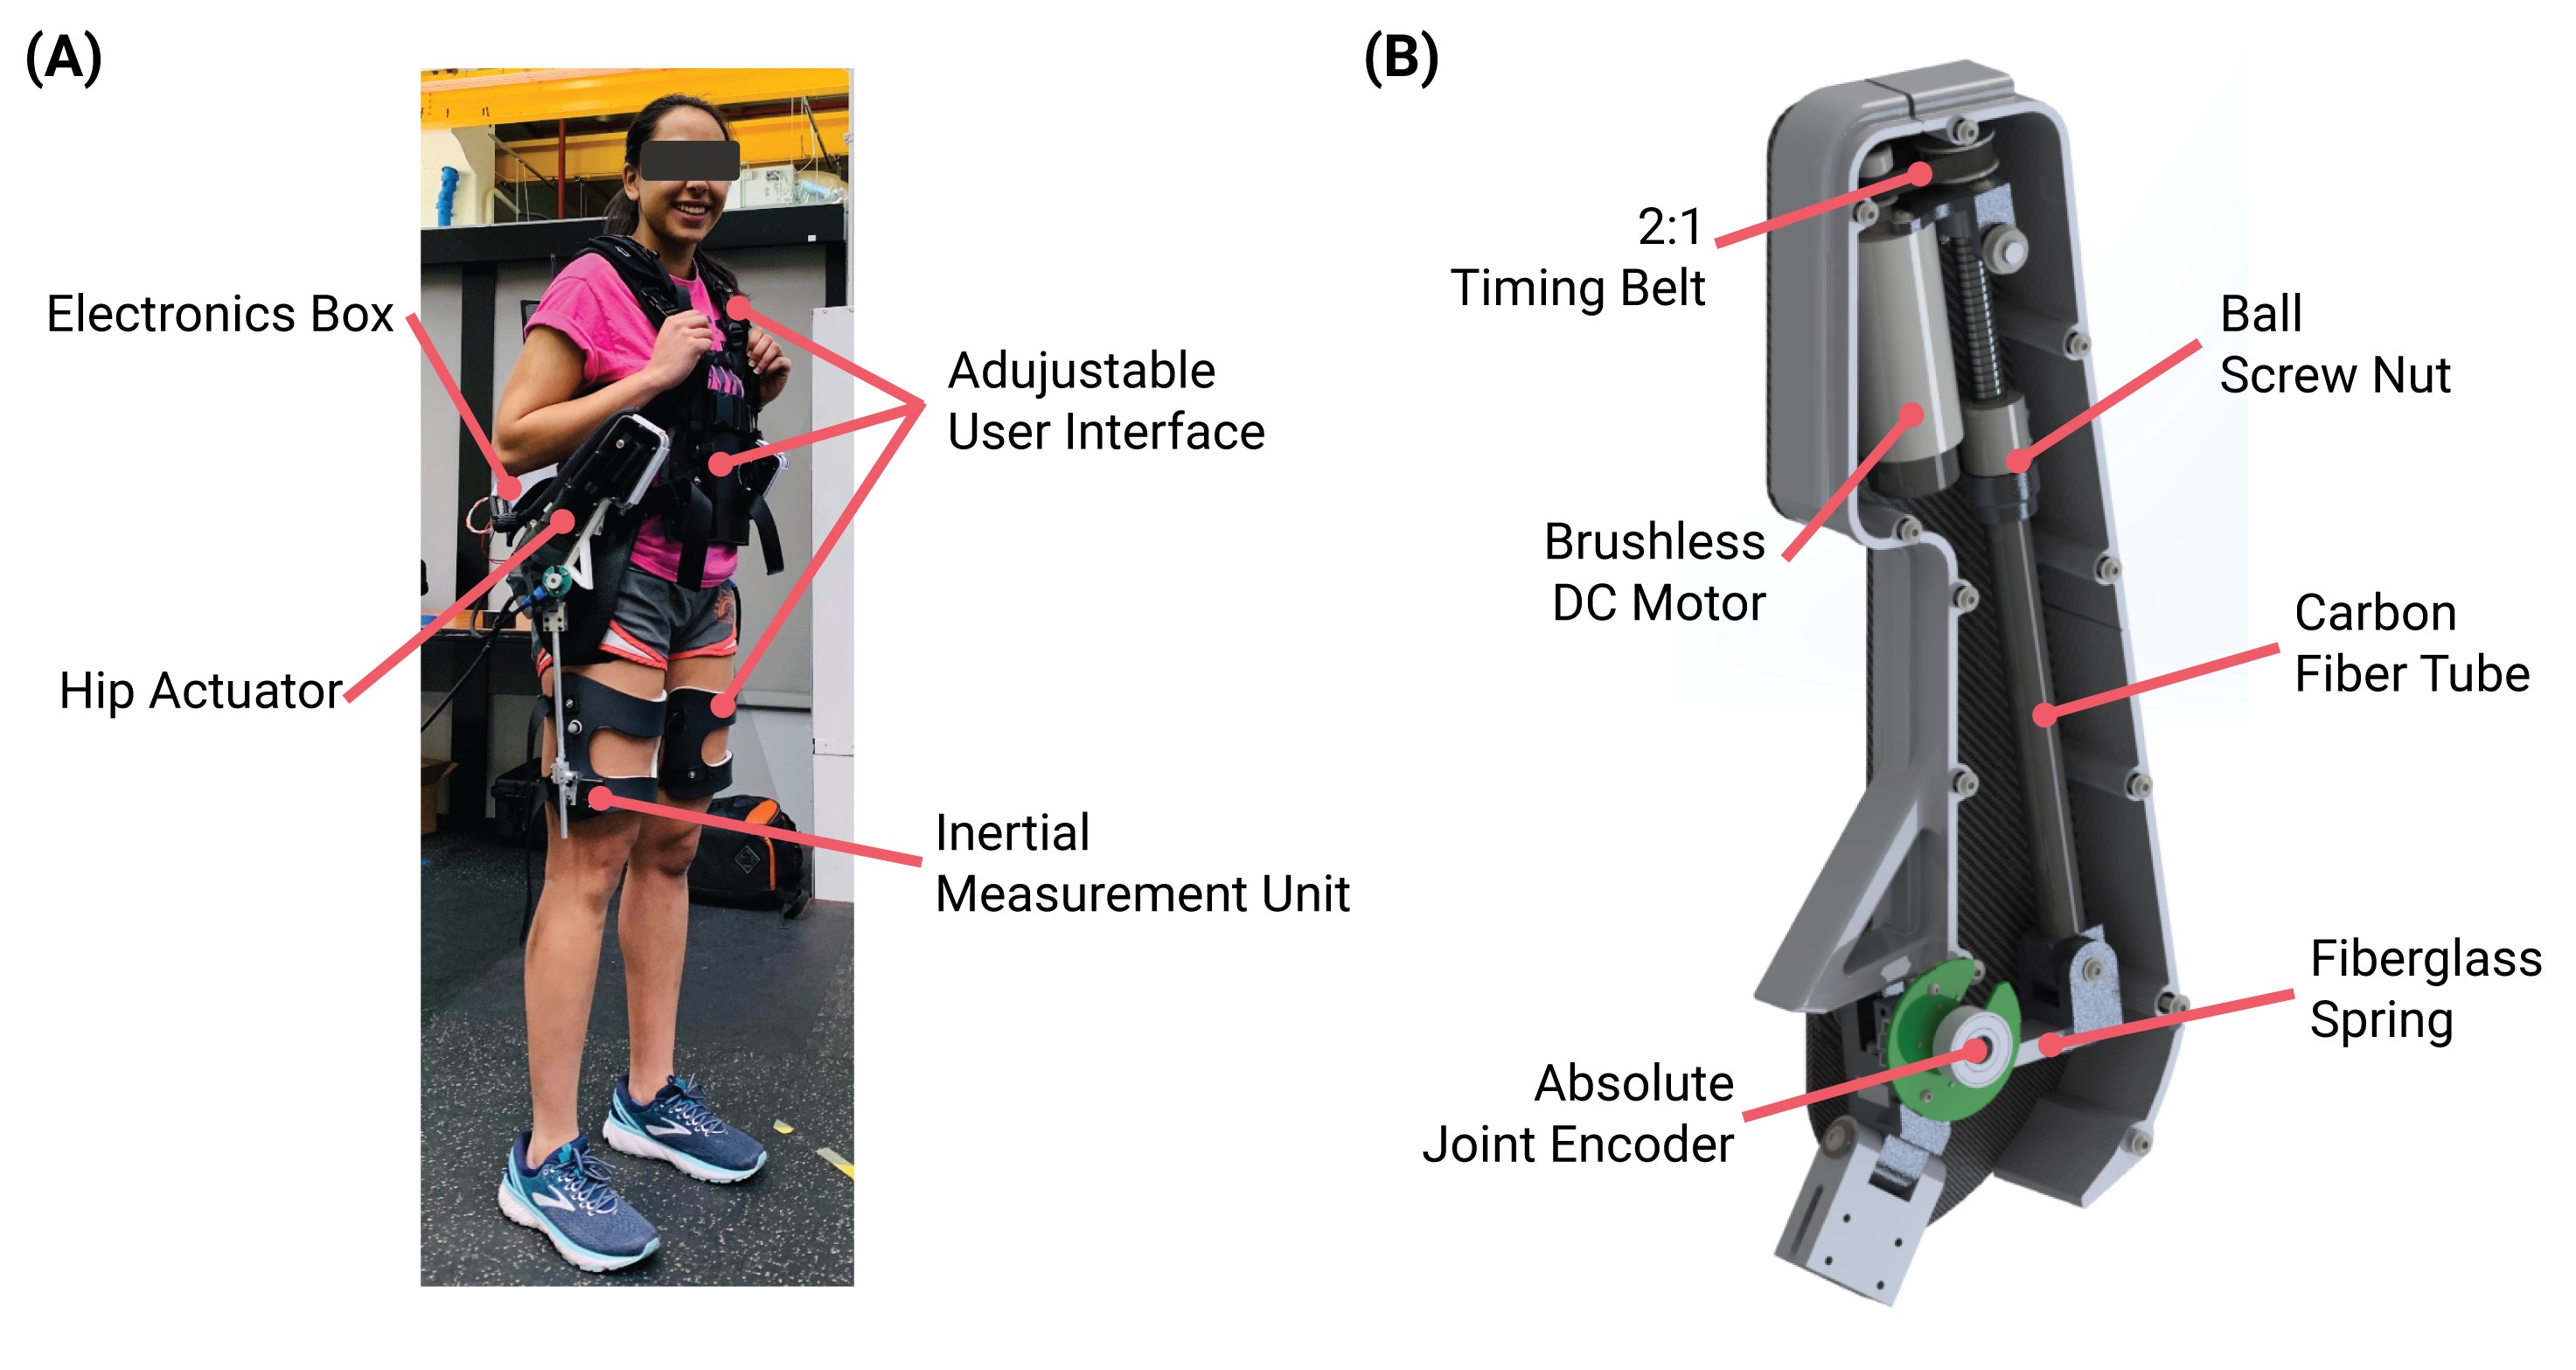 (A)
Electronics Box
Hip Actuator
Adujustable
User Interface
Inertial
Measurement Unit
(B)
2:1
Timing Belt
Brushless
DC Motor
Absolute
Joint Encoder
Ball
Screw Nut
Carbon
Fiber Tube
Fiberglass
Spring